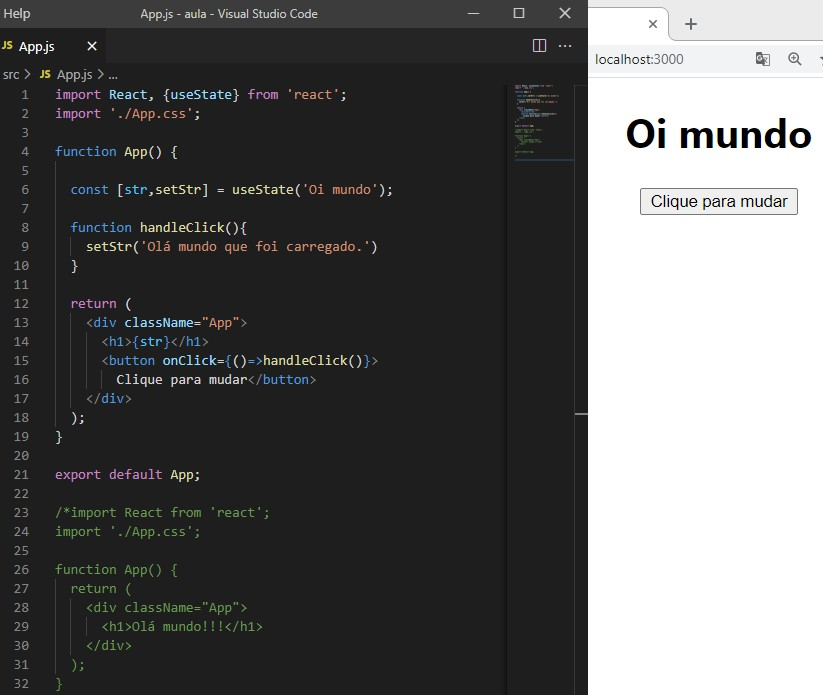 Help
App.js - aula - Visual Studio Code
JS App.js
src > JS App.js > ...
1 import React, {useState} from 'react';
2 import './App.css';
3
4 function App() {
5
6 const [str,setStr] = useState('Oi mundo');
7
8 function handleClick(){
9 setStr('Olá mundo que foi carregado.')
10 }
11
12 return (
13 <div className="App">
14 <h1>{str}</h1>
15 <button onClick={()=>handleClick()}>
16 Clique para mudar</button>
17 </div>
18 );
19 }
20
21 export default App;
22
23 /*import React from 'react';
24 import './App.css';
25
26 function App() {
27 return (
28 <div className="App">
29 <h1>Olá mundo!!!</h1>
30 </div>
31 );
32 }
localhost:3000
Oi mundo
Clique para mudar